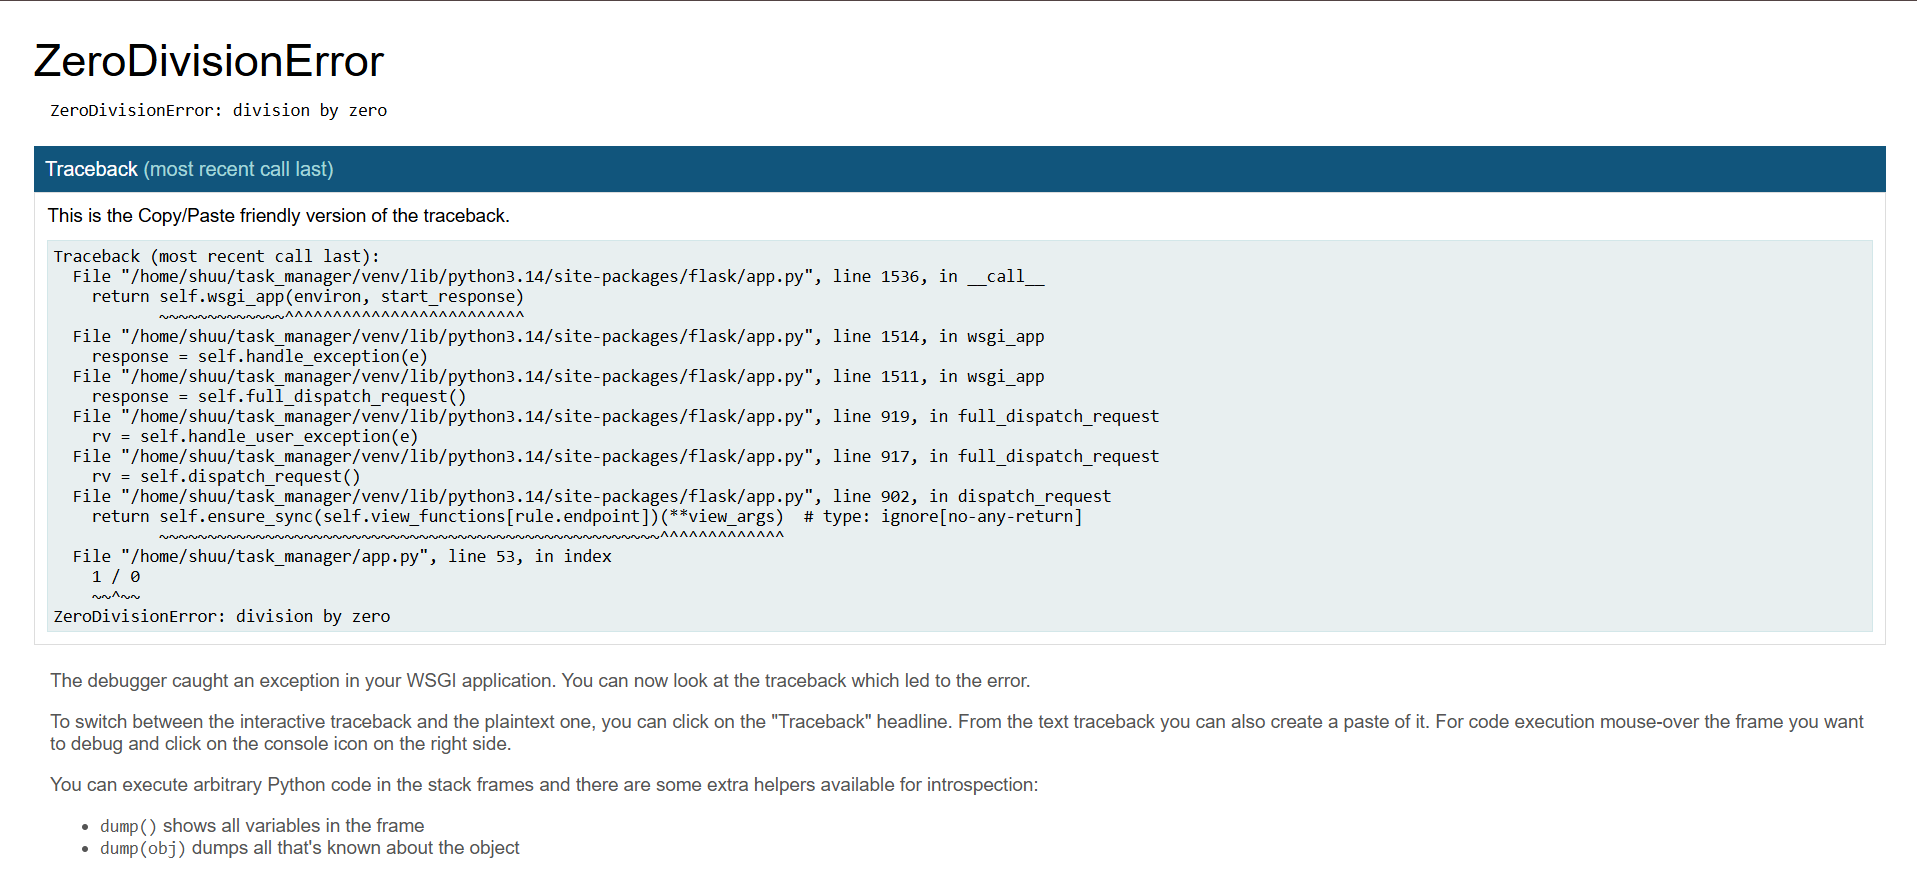 ZeroDivisionError
ZeroDivisionError: division by zero
Traceback (most recent call last)
This is the Copy/Paste friendly version of the traceback.
Traceback (most recent call last):
  File "/home/shuu/task_manager/venv/lib/python3.14/site-packages/flask/app.py", line 1536, in __call__
    return self.wsgi_app(environ, start_response)
           ~~~~~~~~~~~~~^^^^^^^^^^^^^^^^^^^^^^^^^
  File "/home/shuu/task_manager/venv/lib/python3.14/site-packages/flask/app.py", line 1514, in wsgi_app
    response = self.handle_exception(e)
  File "/home/shuu/task_manager/venv/lib/python3.14/site-packages/flask/app.py", line 1511, in wsgi_app
    response = self.full_dispatch_request()
  File "/home/shuu/task_manager/venv/lib/python3.14/site-packages/flask/app.py", line 919, in full_dispatch_request
    rv = self.handle_user_exception(e)
  File "/home/shuu/task_manager/venv/lib/python3.14/site-packages/flask/app.py", line 917, in full_dispatch_request
    rv = self.dispatch_request()
  File "/home/shuu/task_manager/venv/lib/python3.14/site-packages/flask/app.py", line 902, in dispatch_request
    return self.ensure_sync(self.view_functions[rule.endpoint])(**view_args)  # type: ignore[no-any-return]
           ~~~~~~~~~~~~~~~~~~~~~~~~~~~~~~~~~~~~~~~~~~~~~~~~~~~~^^^^^^^^^^^^^
  File "/home/shuu/task_manager/app.py", line 53, in index
    1 / 0
    ~~^~~
ZeroDivisionError: division by zero
The debugger caught an exception in your WSGI application. You can now look at the traceback which led to the error.
To switch between the interactive traceback and the plaintext one, you can click on the "Traceback" headline. From the text traceback you can also create a paste of it. For code execution mouse-over the frame you want
to debug and click on the console icon on the right side.
You can execute arbitrary Python code in the stack frames and there are some extra helpers available for introspection:
• dump() shows all variables in the frame
• dump(obj) dumps all that's known about the object